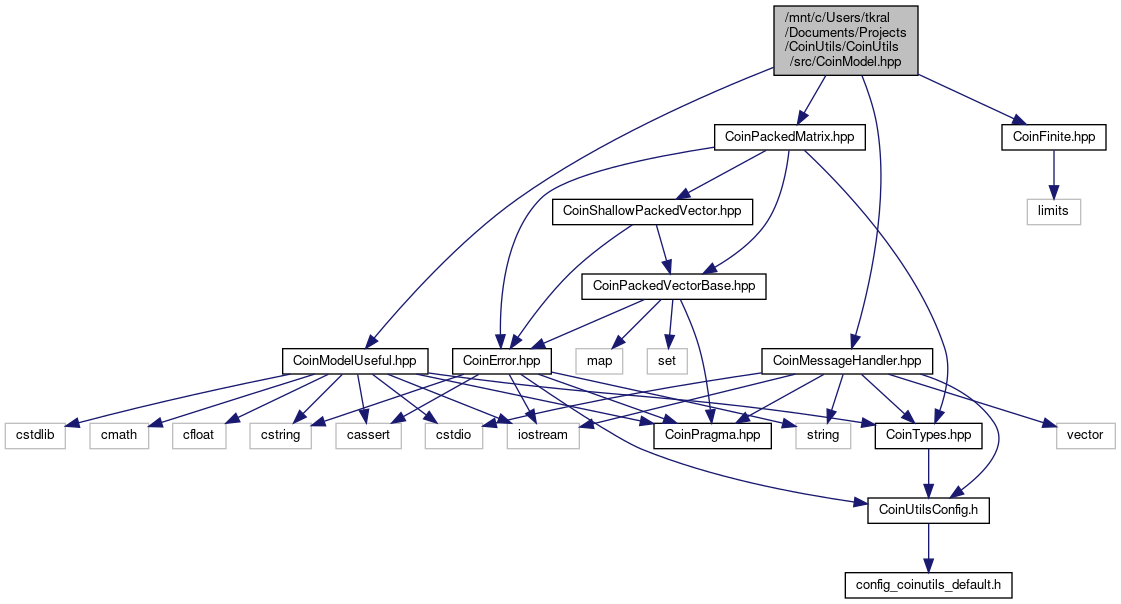 /mnt/c/Users/tkral
/Documents/Projects
/CoinUtils/CoinUtils
/src/CoinModel.hpp
CoinPackedMatrix.hpp
CoinFinite.hpp
CoinShallowPackedVector.hpp
limits
CoinPackedVectorBase.hpp
CoinModelUseful.hpp
CoinError.hpp
map
set
CoinMessageHandler.hpp
cstdlib
cmath
cfloat
cstring
cassert
cstdio
iostream
CoinPragma.hpp
string
CoinTypes.hpp
vector
CoinUtilsConfig.h
config_coinutils_default.h